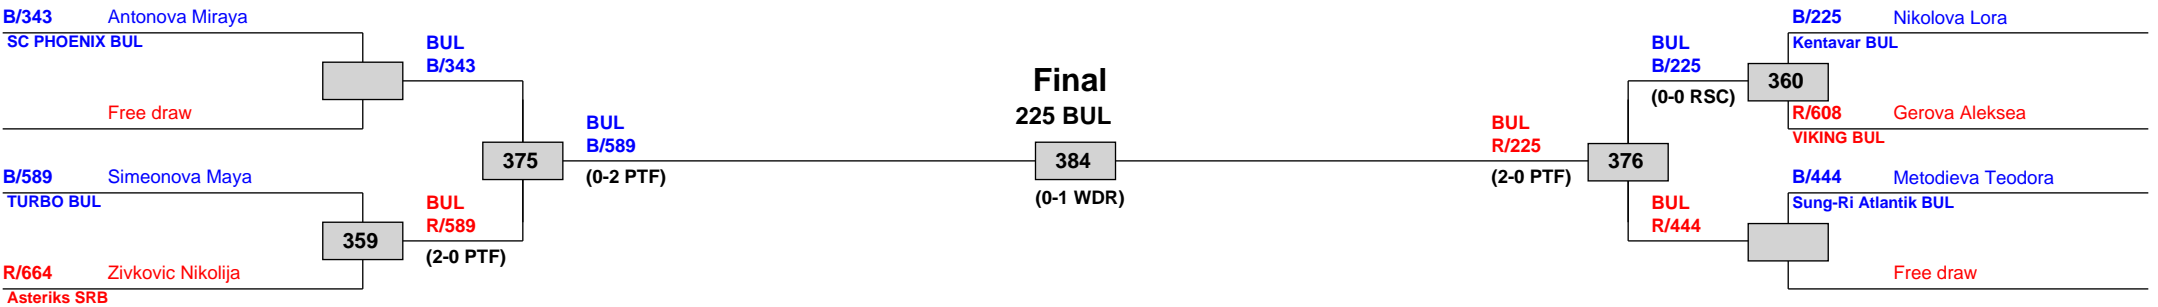 B/343 Antonova Miraya
SC PHOENIX BUL
Free draw
BUL
B/343
B/589 Simeonova Maya
TURBO BUL
359
R/664 Zivkovic Nikolija
Asteriks SRB
BUL
R/589
(2-0 PTF)
375
BUL
B/589
(0-2 PTF)
Final
225 BUL
384
(0-1 WDR)
BUL
R/225
(2-0 PTF)
376
BUL
B/225
(0-0 RSC)
360
B/225 Nikolova Lora
Kentavar BUL
R/608 Gerova Aleksea
VIKING BUL
BUL
R/444
B/444 Metodieva Teodora
Sung-Ri Atlantik BUL
Free draw